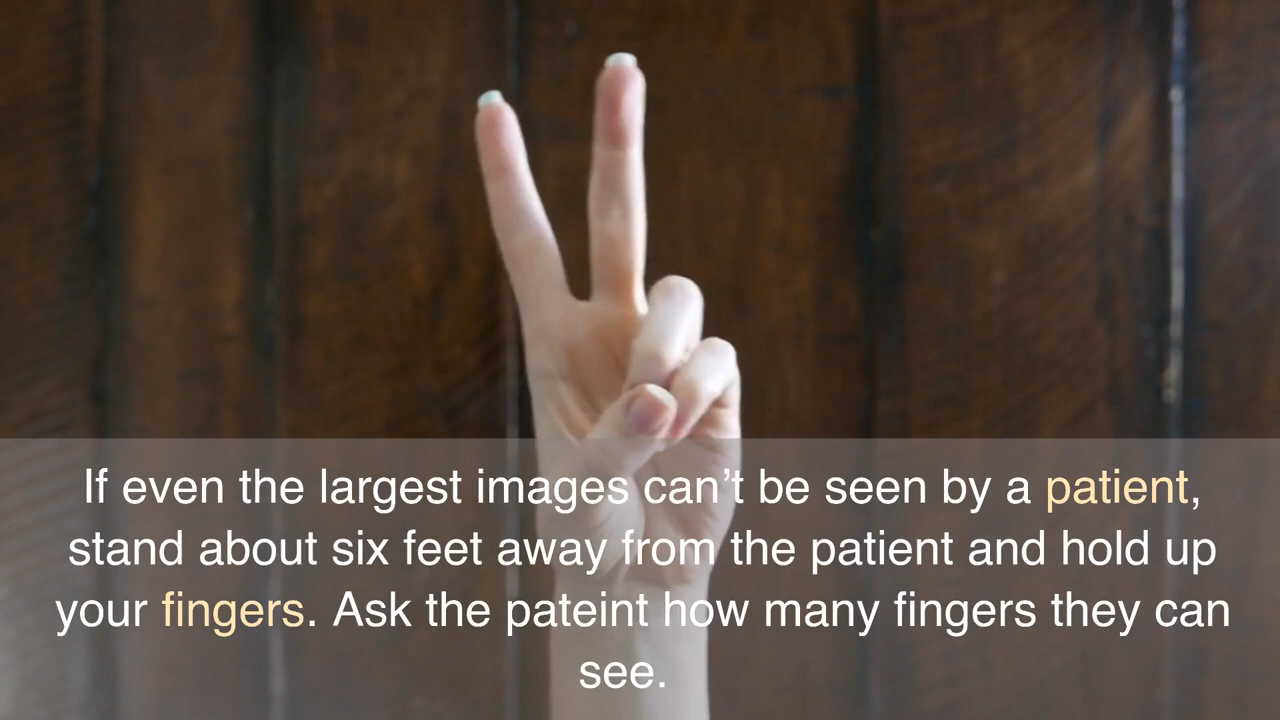 If even the largest images can’t be seen by a patient,
stand about six feet away from the patient and hold up
your fingers. Ask the pateint how many fingers they can
see.